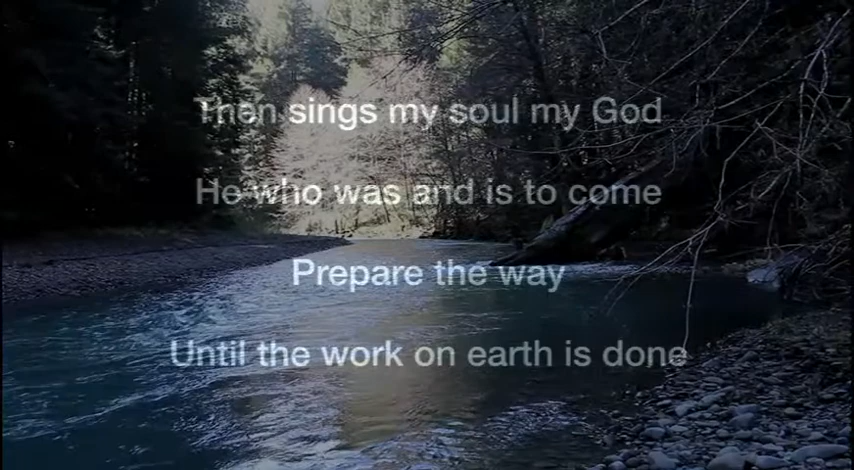 Then sings my soul my God
He who was and is to come
Prepare the way
Until the work on earth is done